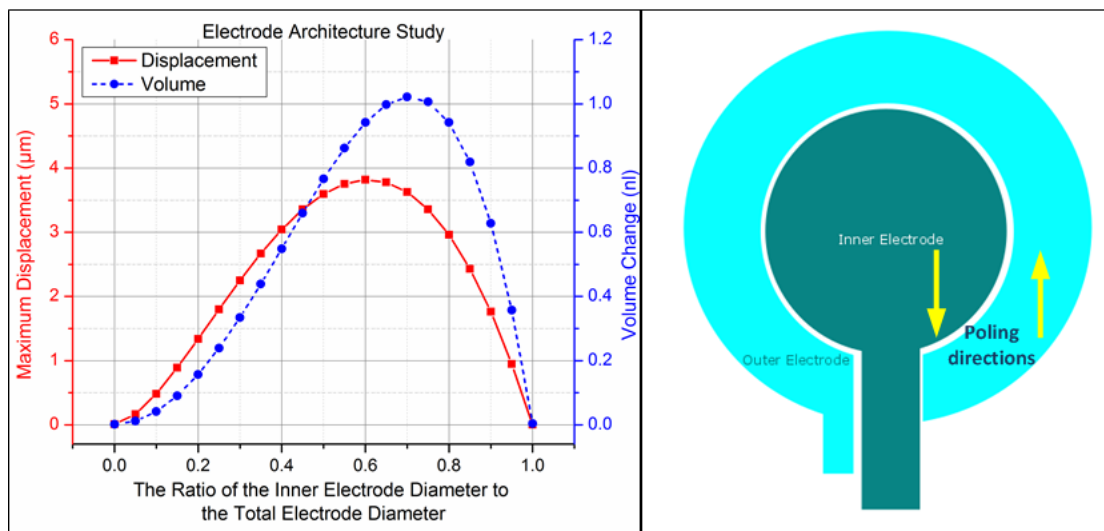 Electrode Architecture Study
Displacement
Volume
Maximum Displacement (μm)
6
5
4
3
2
1
0
1.2
1.0
0.8
0.6
0.4
0.2
0.0
Volume Change (nl)
0.0 0.2 0.4 0.6 0.8 1.0
The Ratio of the Inner Electrode Diameter to
the Total Electrode Diameter
Inner Electrode
Outer Electrode
Poling
directions